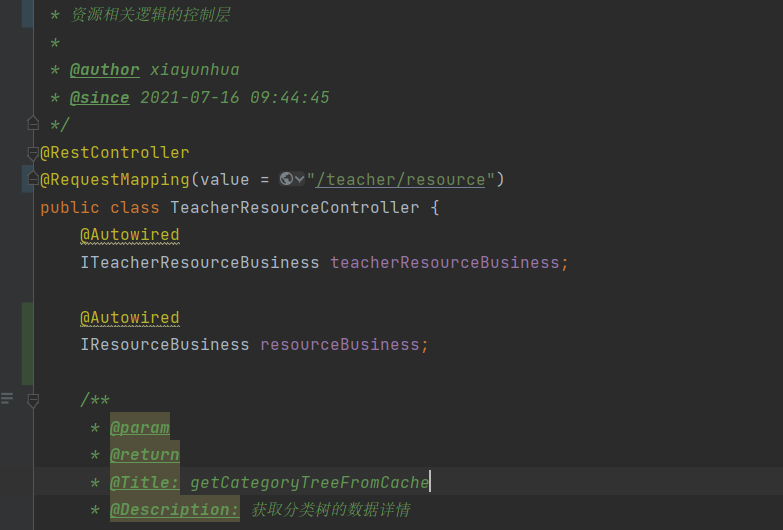 * 资源相关逻辑的控制层
*
* @author xiayunhua
* @since 2021-07-16 09:44:45
*/
@RestController
@RequestMapping(value = "/teacher/resource")
public class TeacherResourceController {
@Autowired
ITeacherResourceBusiness teacherResourceBusiness;
@Autowired
IResourceBusiness resourceBusiness;
/**
* @param
* @return
* @Title: getCategoryTreeFromCache
* @Description: 获取分类树的数据详情